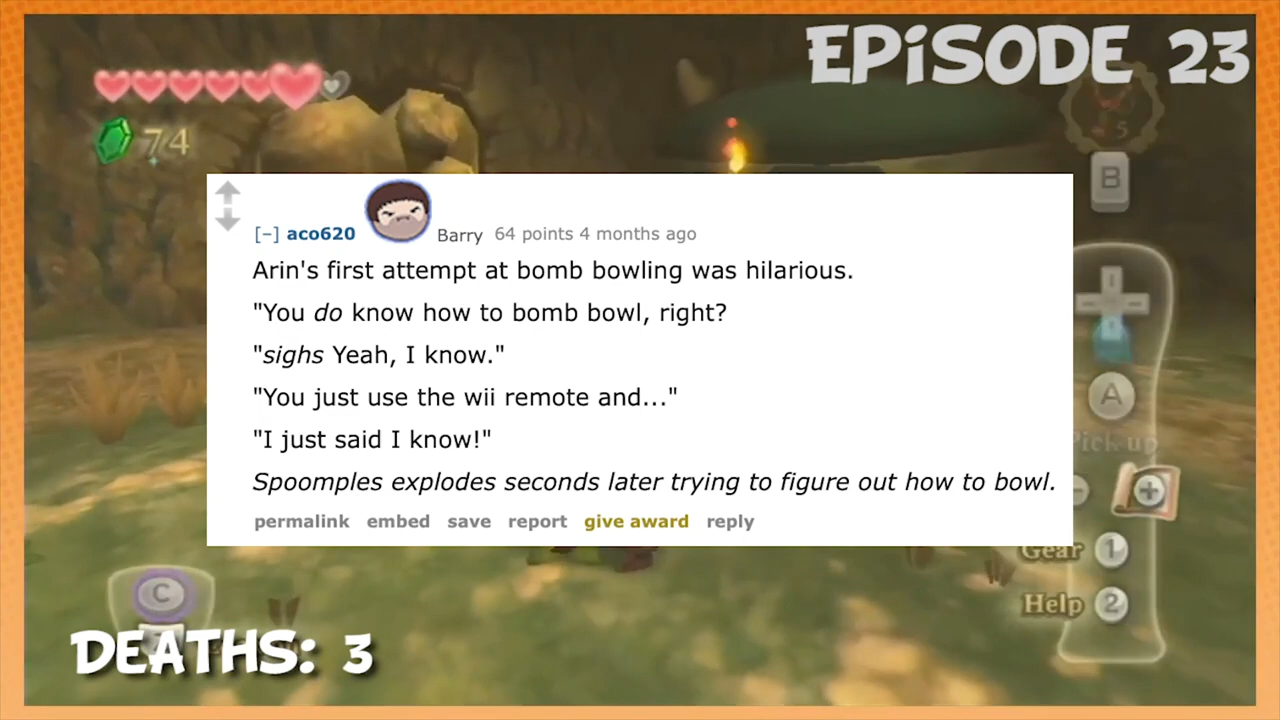 EPISODE 23
74
5
B
[–] aco620 Barry 64 points 4 months ago
Arin's first attempt at bomb bowling was hilarious.
"You do know how to bomb bowl, right?
"sighs Yeah, I know."
"You just use the wii remote and..."
"I just said I know!"
Spoomples explodes seconds later trying to figure out how to bowl.
permalink embed save report give award reply
A
Pick up
Gear 1
Help 2
C
DEATHS: 3